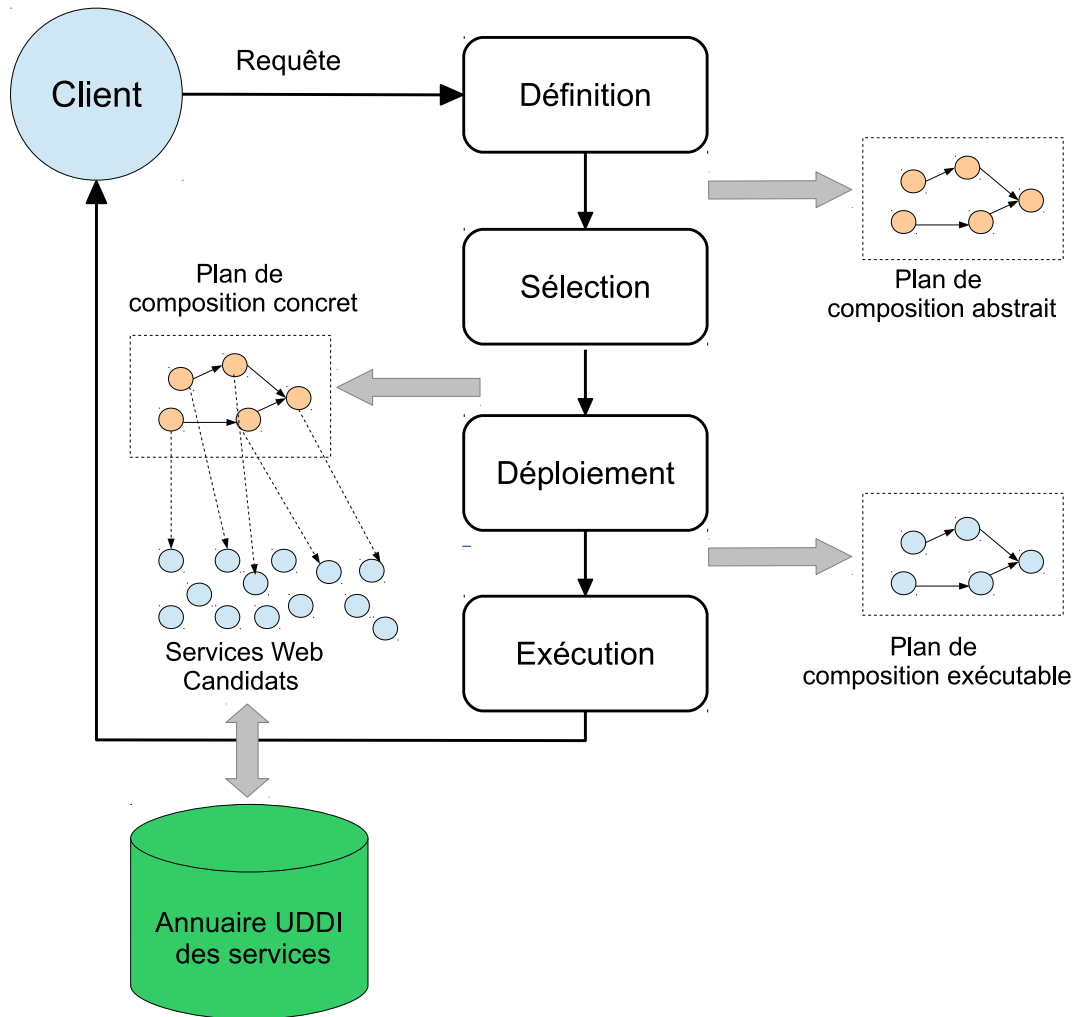 Client
Requête
Définition
Plan de
composition abstrait
Sélection
Plan de
composition concret
Déploiement
Services Web
Candidats
Exécution
Plan de
composition exécutable
Annuaire UDDI
des services